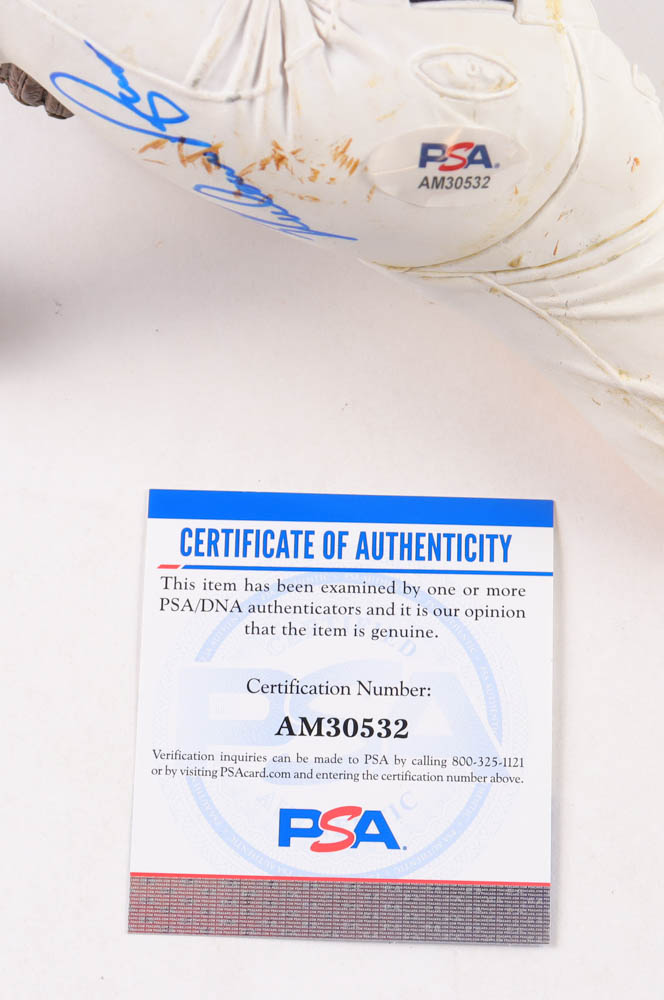 PSA
AM30532
CERTIFICATE OF AUTHENTICITY
This item has been examined by one or more
PSA/DNA authenticators and it is our opinion
that the item is genuine.
Certification Number:
AM30532
Verification inquiries can be made to PSA by calling 800-325-1121
or by visiting PSAcard.com and entering the certification number above.
PSA